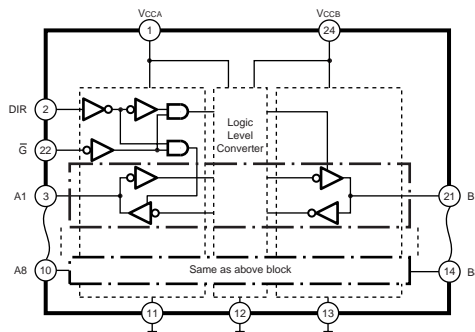 VCCA
VCCB
1
24
DIR
2
G̅
22
Logic
Level
Converter
A1
3
21
B
A8
10
Same as above block
14
B
11
12
13